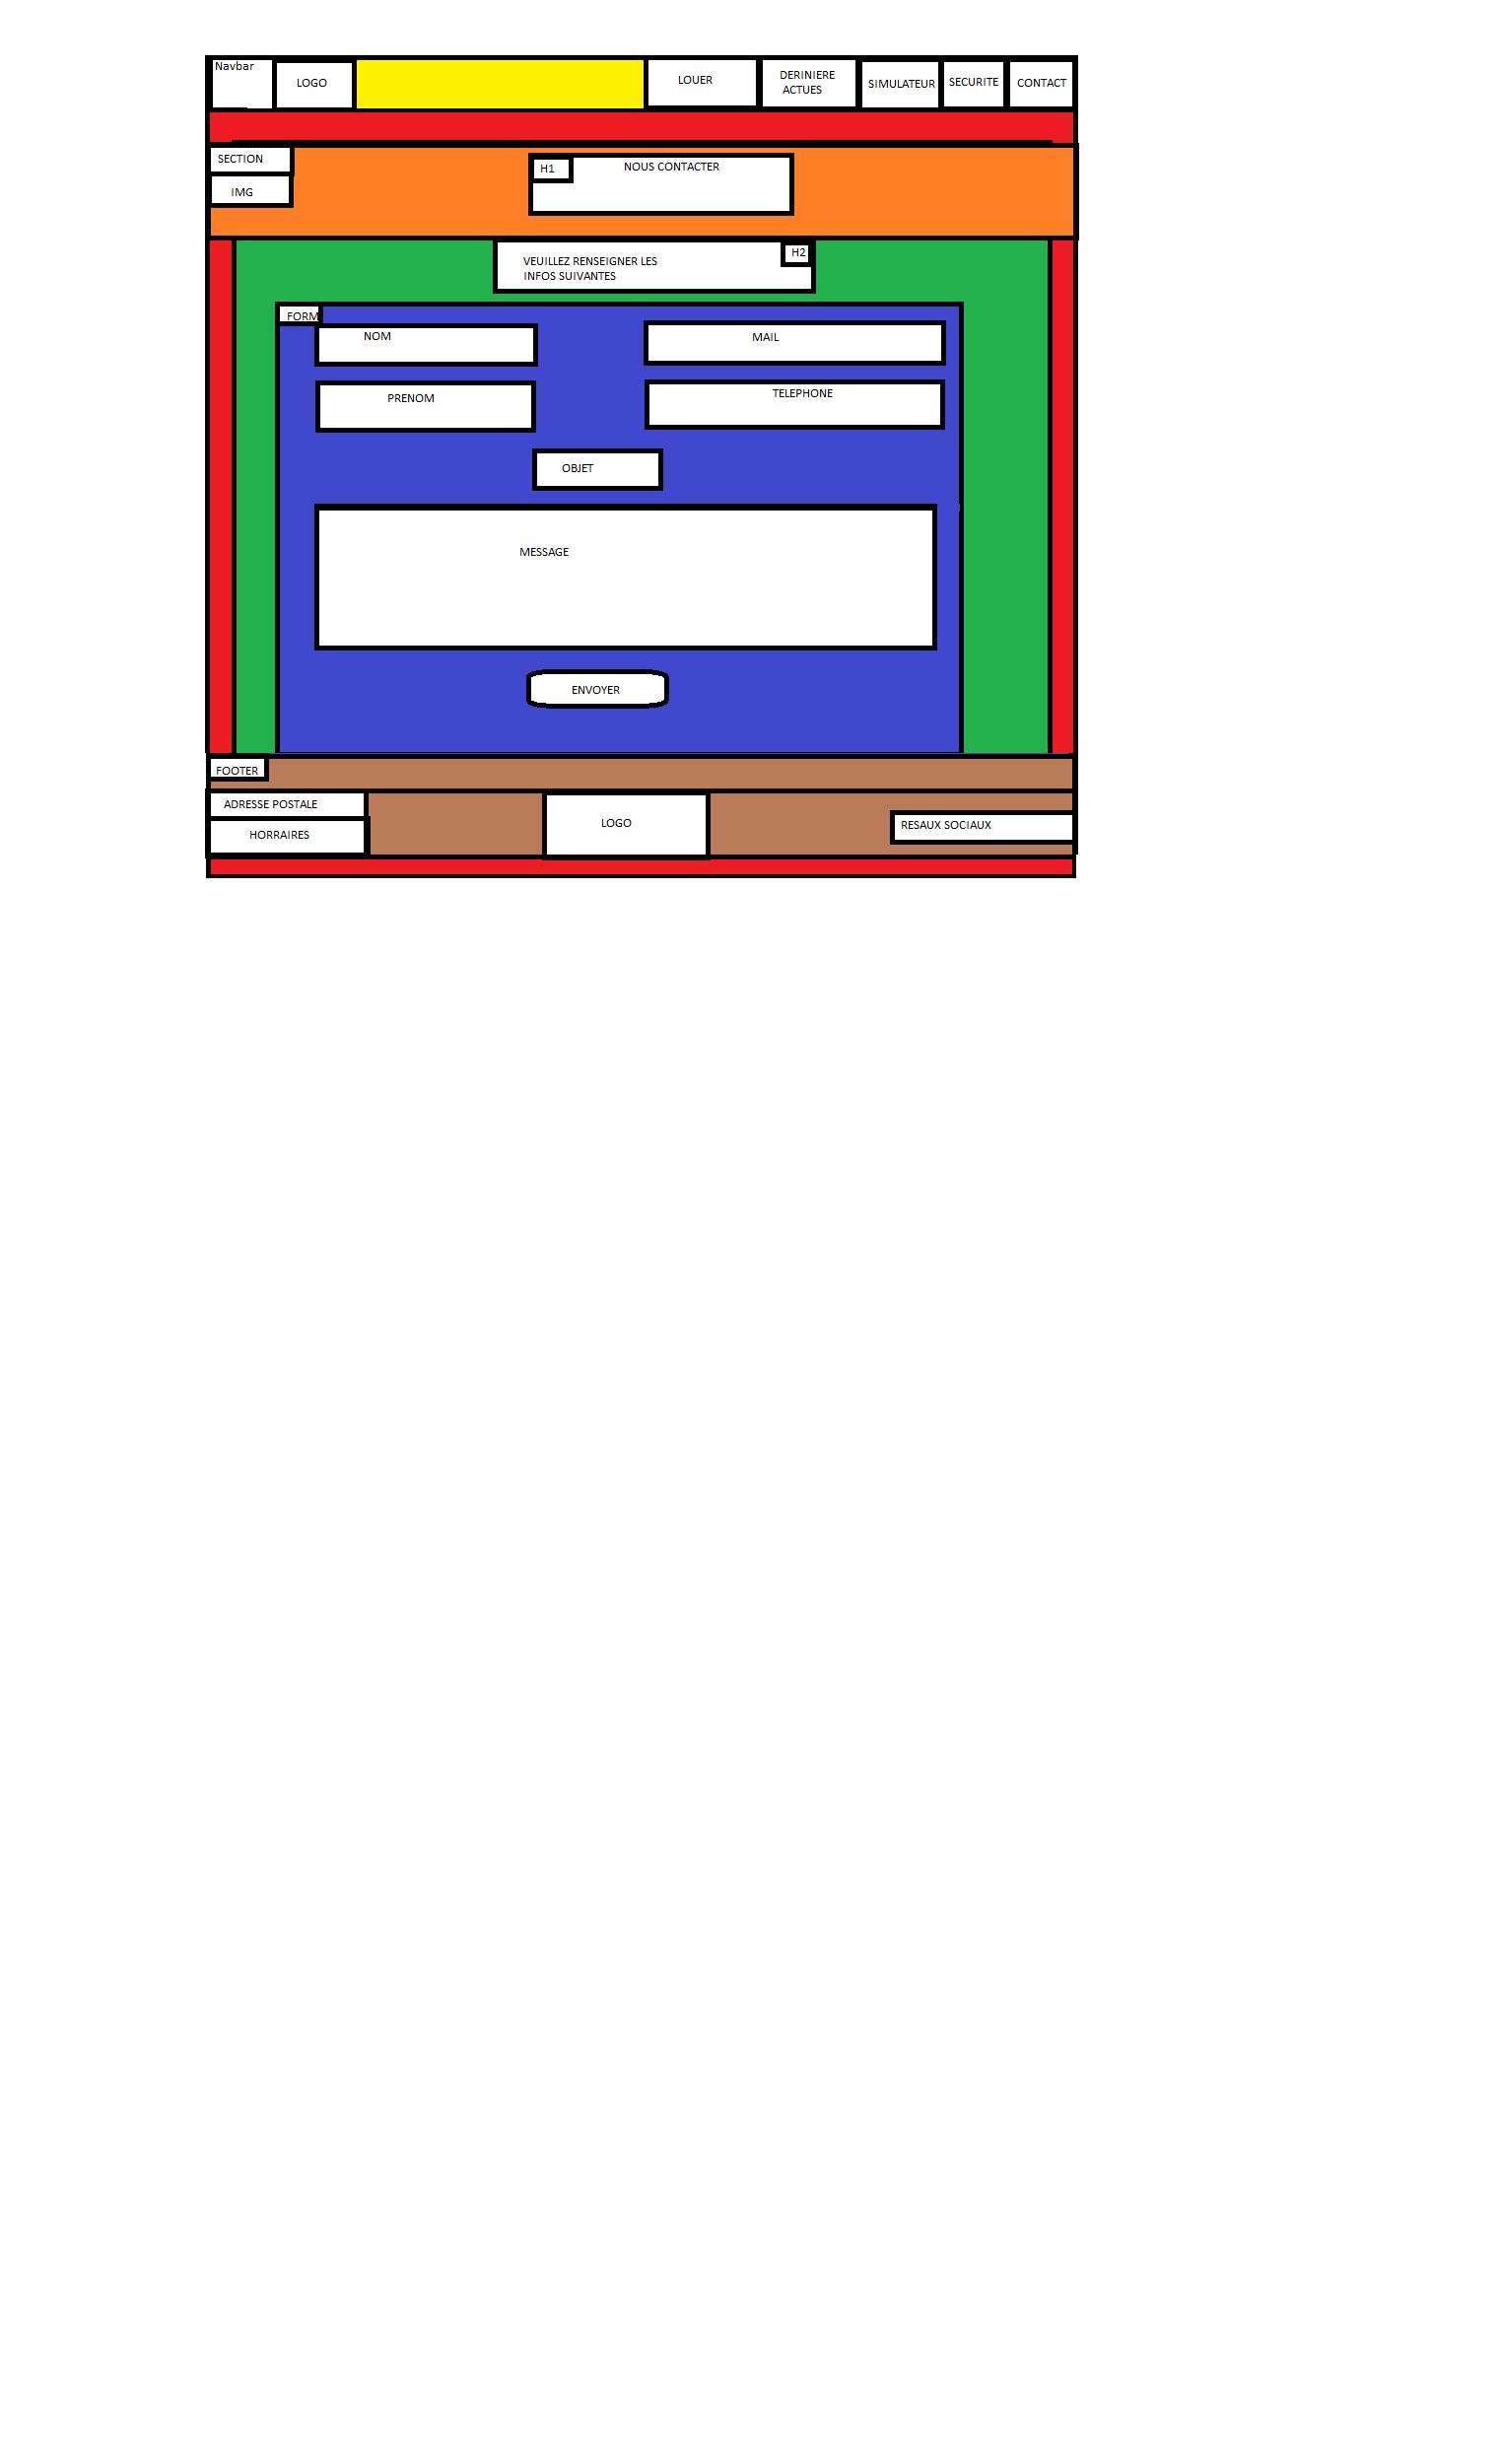 Navbar
LOGO
LOUER
DERINIERE
ACTUES
SIMULATEUR
SECURITE
CONTACT
SECTION
IMG
H1
NOUS CONTACTER
H2
VEUILLEZ RENSEIGNER LES
INFOS SUIVANTES
FORM
NOM
MAIL
PRENOM
TELEPHONE
OBJET
MESSAGE
ENVOYER
FOOTER
ADRESSE POSTALE
HORRAIRES
LOGO
RESAUX SOCIAUX